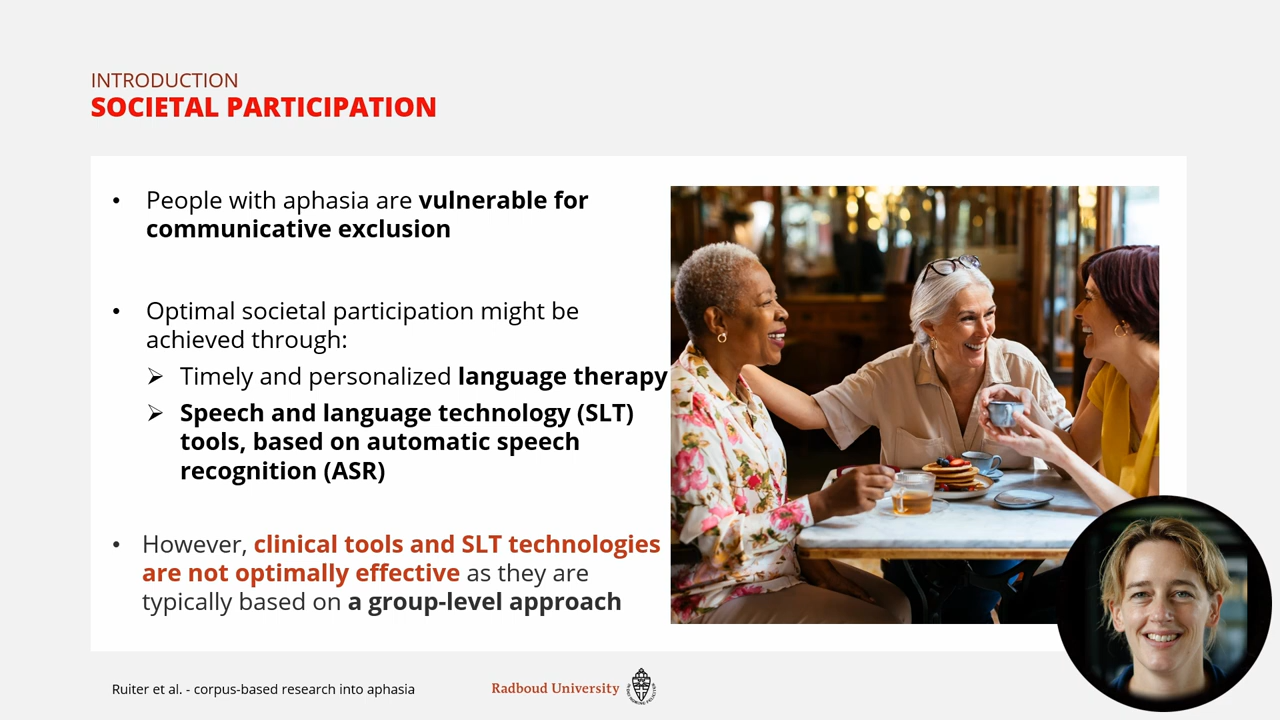 INTRODUCTION
SOCIETAL PARTICIPATION
• People with aphasia are vulnerable for
communicative exclusion
• Optimal societal participation might be
achieved through:
➢ Timely and personalized language therapy
➢ Speech and language technology (SLT)
tools, based on automatic speech
recognition (ASR)
• However, clinical tools and SLT technologies
are not optimally effective as they are
typically based on a group-level approach
Ruiter et al. - corpus-based research into aphasia
Radboud University